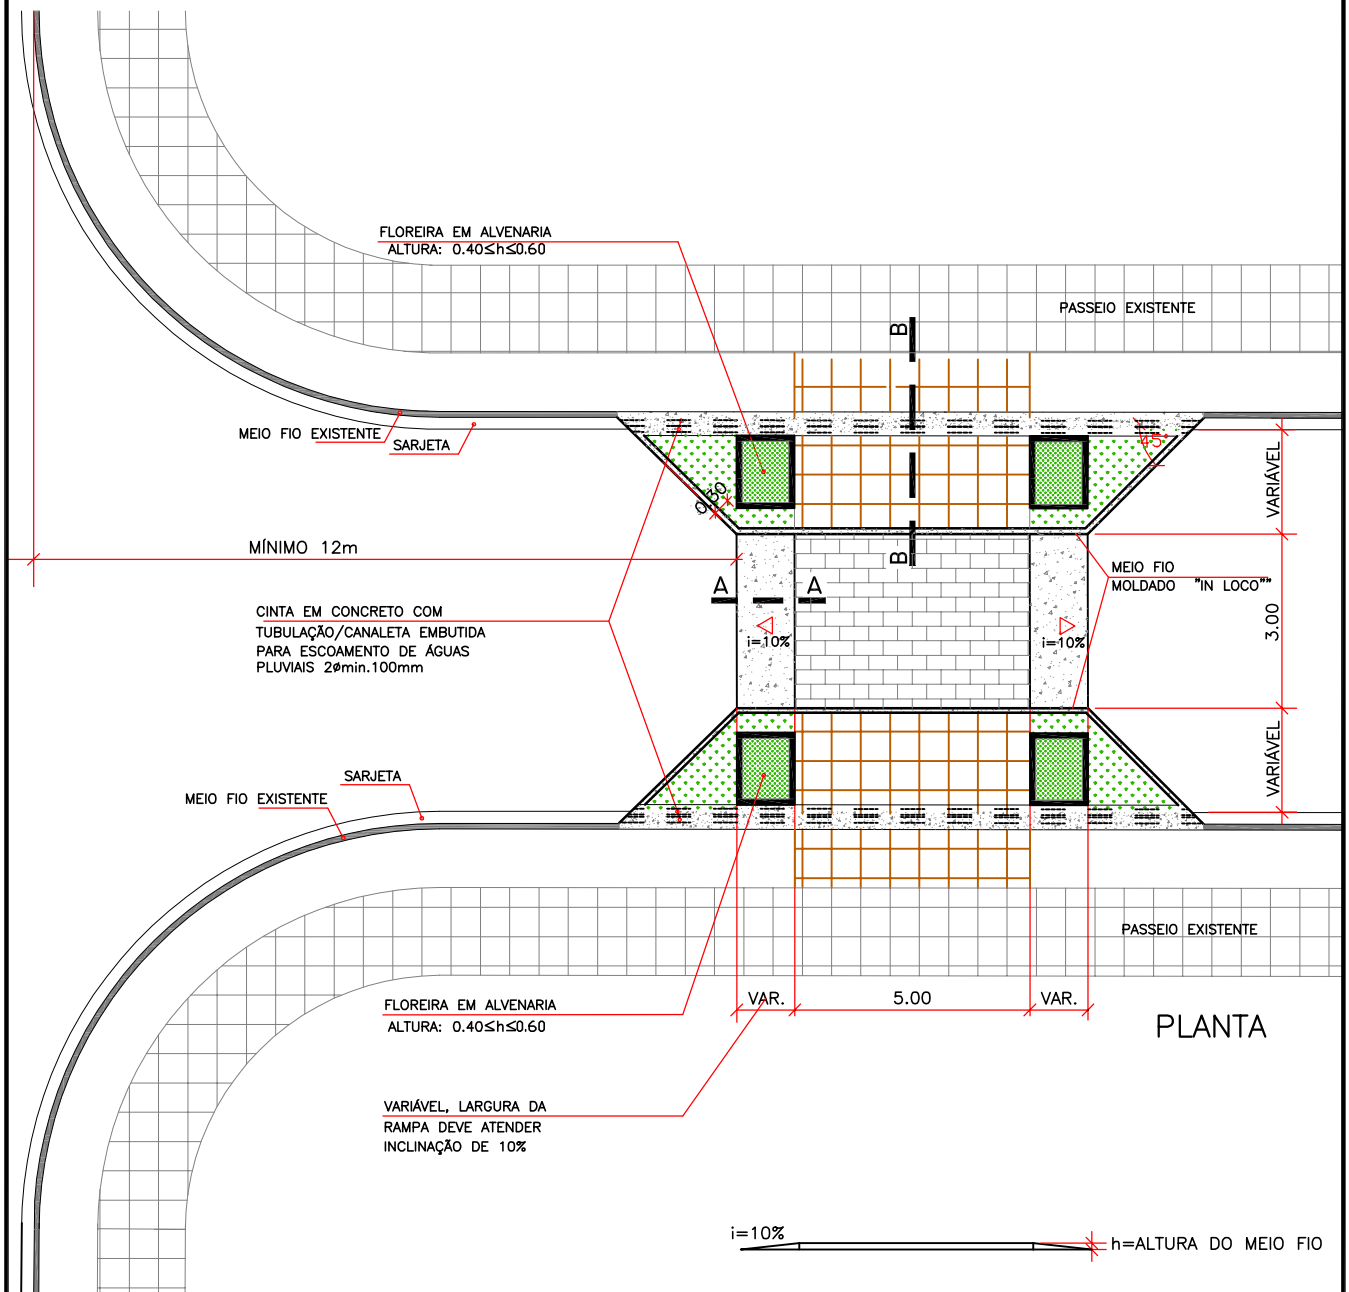 FLOREIRA EM ALVENARIA
ALTURA: 0.40≤h≤0.60
PASSEIO EXISTENTE
B
MEIO FIO EXISTENTE
SARJETA
45°
VARIÁVEL
0.30
MÍNIMO 12m
B
MEIO FIO
MOLDADO "IN LOCO""
A
A
CINTA EM CONCRETO COM
TUBULAÇÃO/CANALETA EMBUTIDA
PARA ESCOAMENTO DE ÁGUAS
PLUVIAIS 2ømin.100mm
i=10%
i=10%
3.00
SARJETA
MEIO FIO EXISTENTE
VARIÁVEL
PASSEIO EXISTENTE
FLOREIRA EM ALVENARIA
ALTURA: 0.40≤h≤0.60
VAR.
5.00
VAR.
PLANTA
VARIÁVEL, LARGURA DA
RAMPA DEVE ATENDER
INCLINAÇÃO DE 10%
i=10%
h=ALTURA DO MEIO FIO